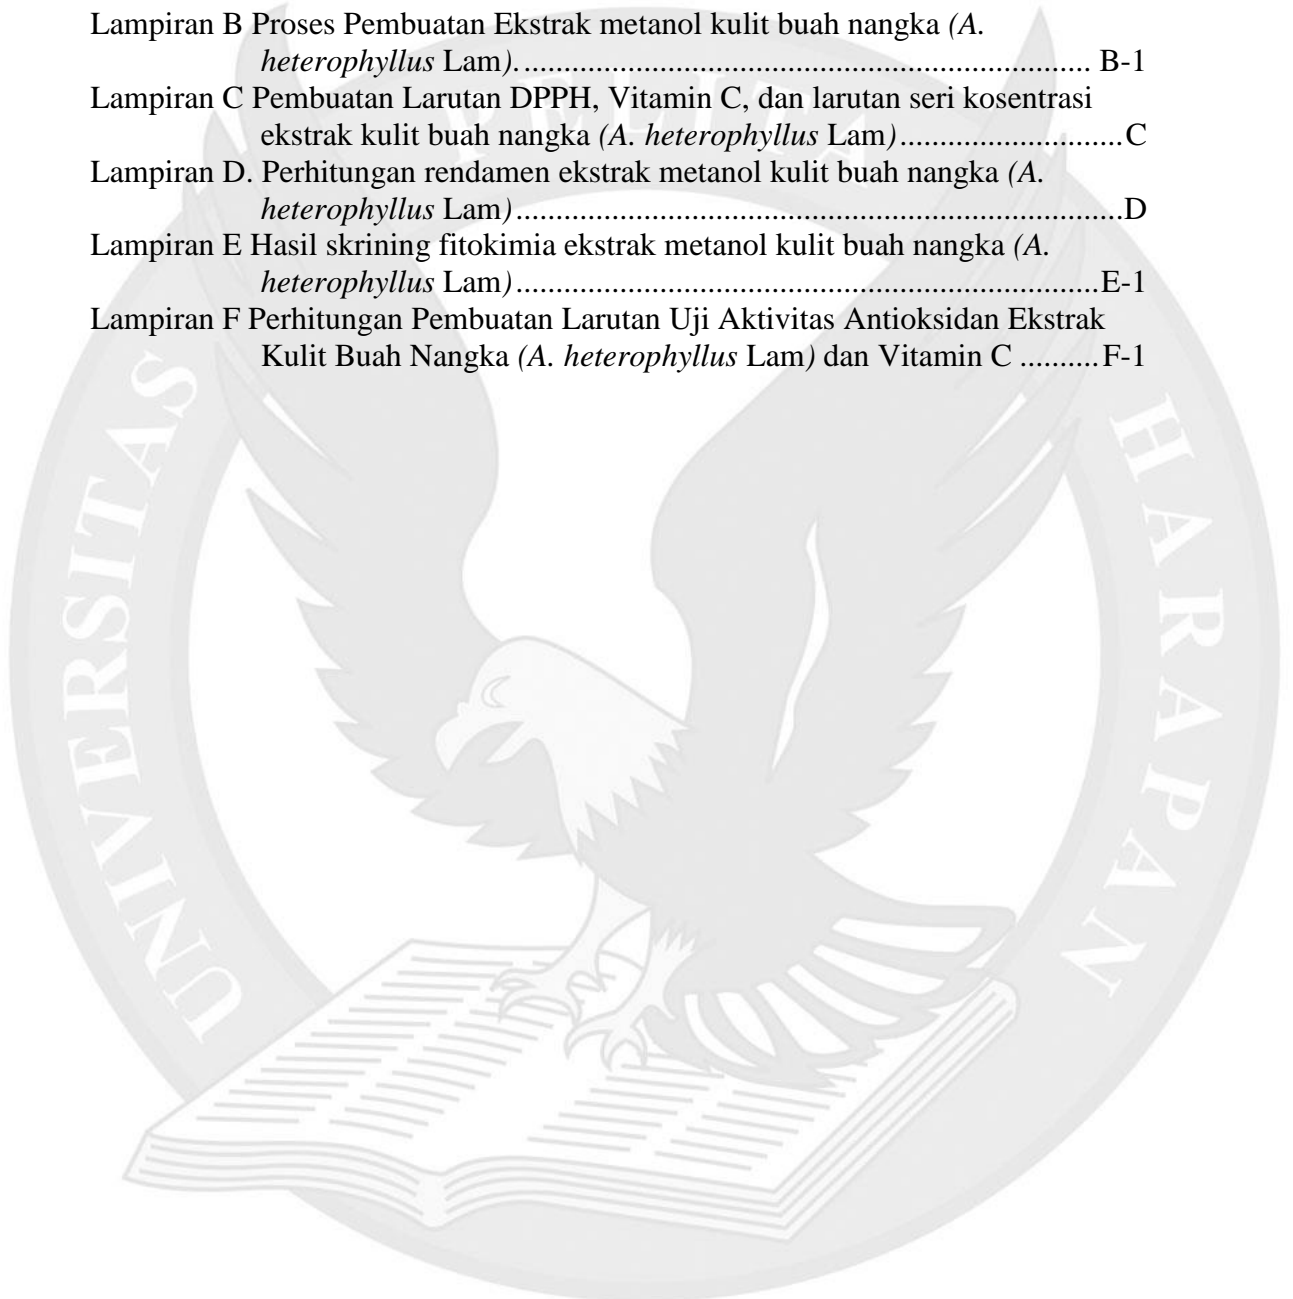 Lampiran B Proses Pembuatan Ekstrak metanol kulit buah nangka (A.
heterophyllus Lam). ............................................................ B-1
Lampiran C Pembuatan Larutan DPPH, Vitamin C, dan larutan seri kosentrasi
ekstrak kulit buah nangka (A. heterophyllus Lam) ............................C
Lampiran D. Perhitungan rendamen ekstrak metanol kulit buah nangka (A.
heterophyllus Lam) ................................................................D
Lampiran E Hasil skrining fitokimia ekstrak metanol kulit buah nangka (A.
heterophyllus Lam) .............................................................E-1
Lampiran F Perhitungan Pembuatan Larutan Uji Aktivitas Antioksidan Ekstrak
Kulit Buah Nangka (A. heterophyllus Lam) dan Vitamin C ..........F-1
UNIVERSITAS
PELITA
HARAPAN